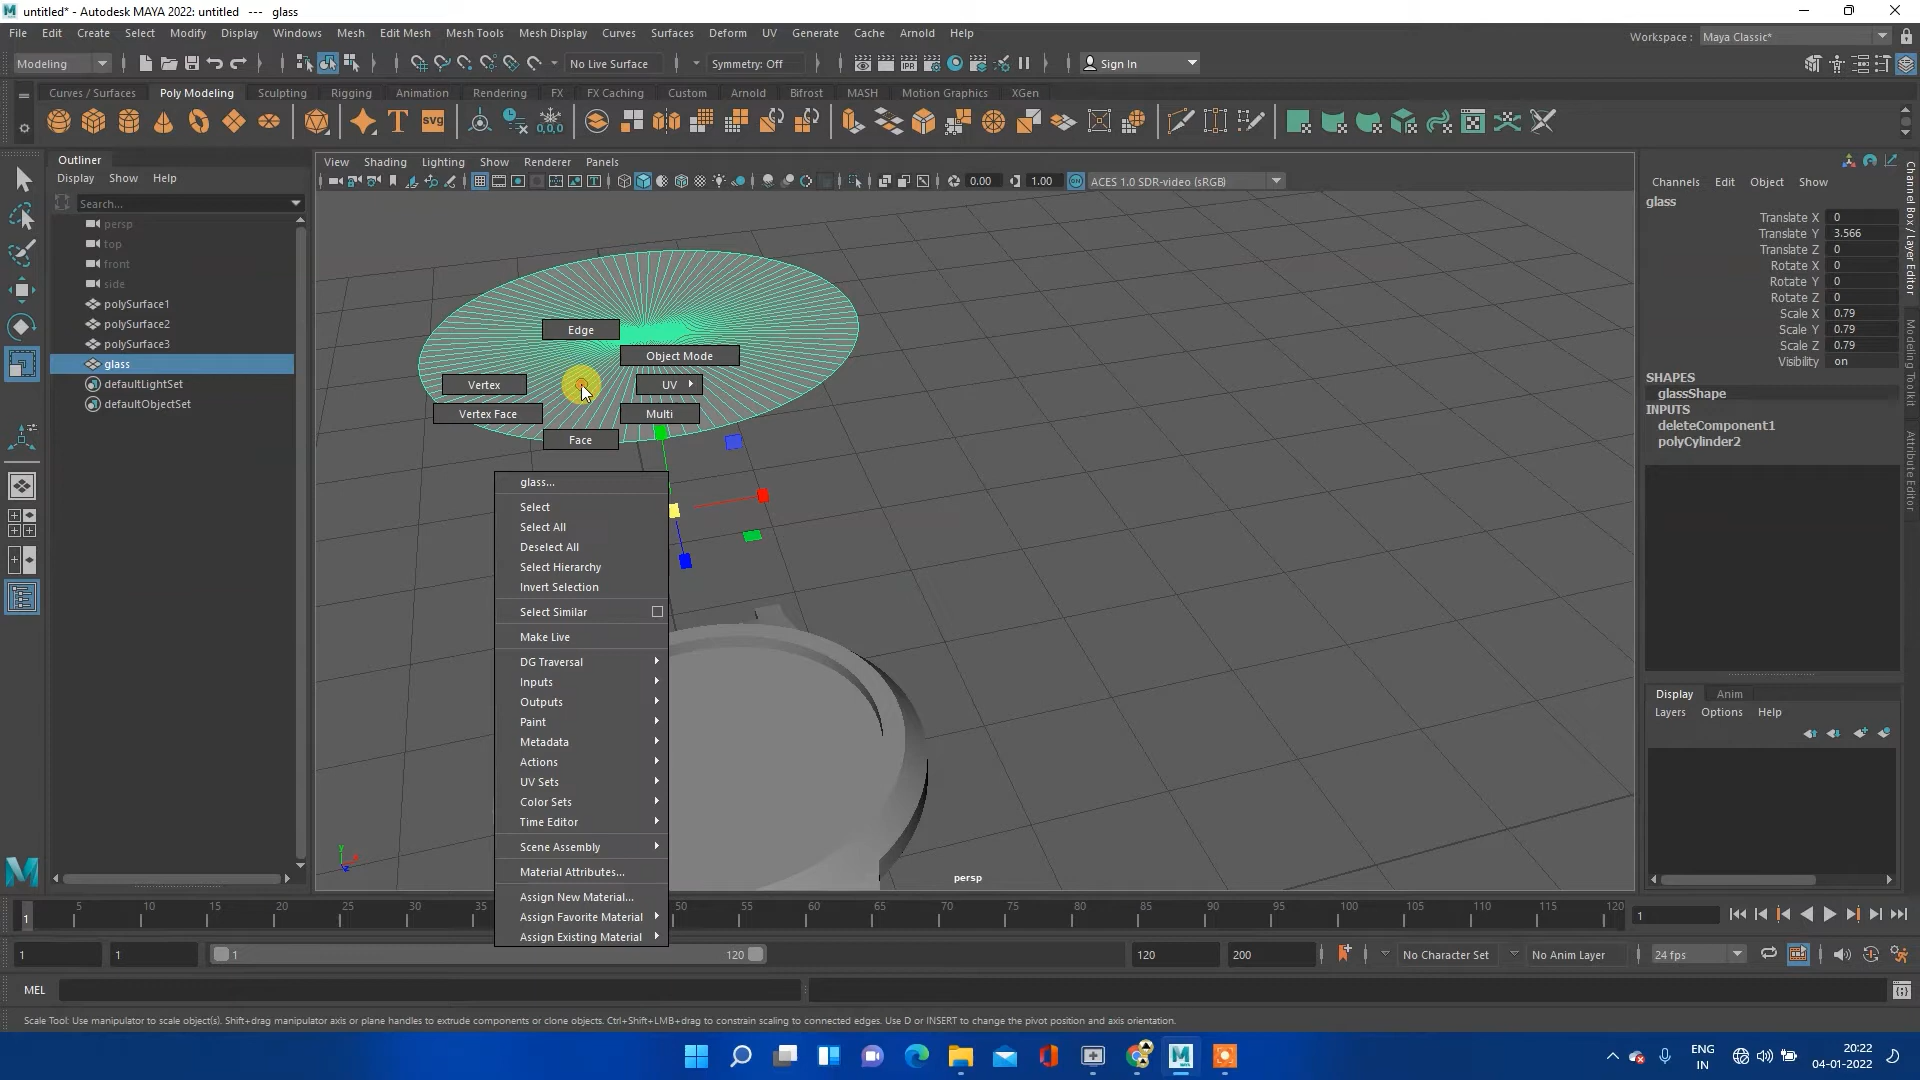 untitled* - Autodesk MAYA 2022: untitled --- glass
File Edit Create Select Modify Display Windows Mesh Edit Mesh Mesh Tools Mesh Display Curves Surfaces Deform UV Generate Cache Arnold Help
Workspace : Maya Classic*
Modeling No Live Surface Symmetry: Off Sign In
Curves / Surfaces Poly Modeling Sculpting Rigging Animation Rendering FX FX Caching Custom Arnold Bifrost MASH Motion Graphics XGen
T SVG 0,0,0
Outliner
Display Show Help
Search...
persp
top
front
side
polySurface1
polySurface2
polySurface3
glass
defaultLightSet
defaultObjectSet
View Shading Lighting Show Renderer Panels
0.00 1.00 ACES 1.0 SDR-video (sRGB)
Edge
Object Mode
Vertex UV
Vertex Face Multi
Face
glass...
Select
Select All
Deselect All
Select Hierarchy
Invert Selection
Select Similar
Make Live
DG Traversal
Inputs
Outputs
Paint
Metadata
Actions
UV Sets
Color Sets
Time Editor
Scene Assembly
Material Attributes...
Assign New Material...
Assign Favorite Material
Assign Existing Material
persp
Channels Edit Object Show
glass
Translate X 0
Translate Y 3.566
Translate Z 0
Rotate X 0
Rotate Y 0
Rotate Z 0
Scale X 0.79
Scale Y 0.79
Scale Z 0.79
Visibility on
SHAPES
glassShape
INPUTS
deleteComponent1
polyCylinder2
Channel Box / Layer Editor
Modeling Toolkit
Attribute Editor
Display Anim
Layers Options Help
1 5 10 15 20 25 30 35 50 55 60 65 70 75 80 85 90 95 100 105 110 115 120 1
1 1 1 120 120 200 No Character Set No Anim Layer 24 fps
MEL
Scale Tool: Use manipulator to scale object(s). Shift+drag manipulator axis or plane handles to extrude components or clone objects. Ctrl+Shift+LMB+drag to constrain scaling to connected edges. Use D or INSERT to change the pivot position and axis orientation.
ENG
IN
20:22
04-01-2022